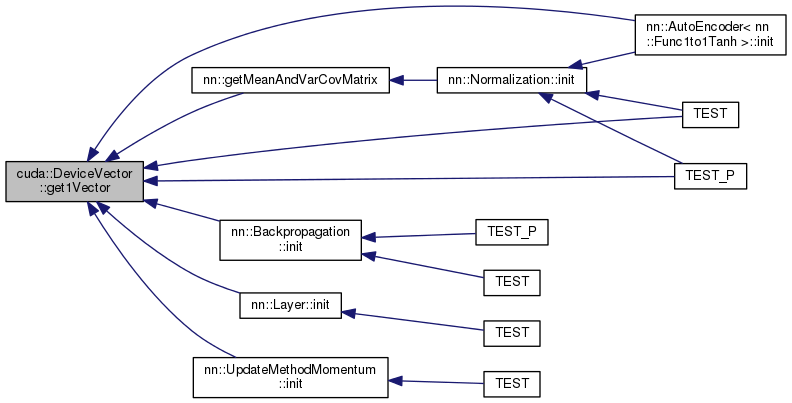 nn::AutoEncoder< nn
::Func1to1Tanh >::init
nn::getMeanAndVarCovMatrix
nn::Normalization::init
TEST
cuda::DeviceVector
::get1Vector
TEST_P
nn::Backpropagation
::init
TEST_P
TEST
nn::Layer::init
TEST
nn::UpdateMethodMomentum
::init
TEST